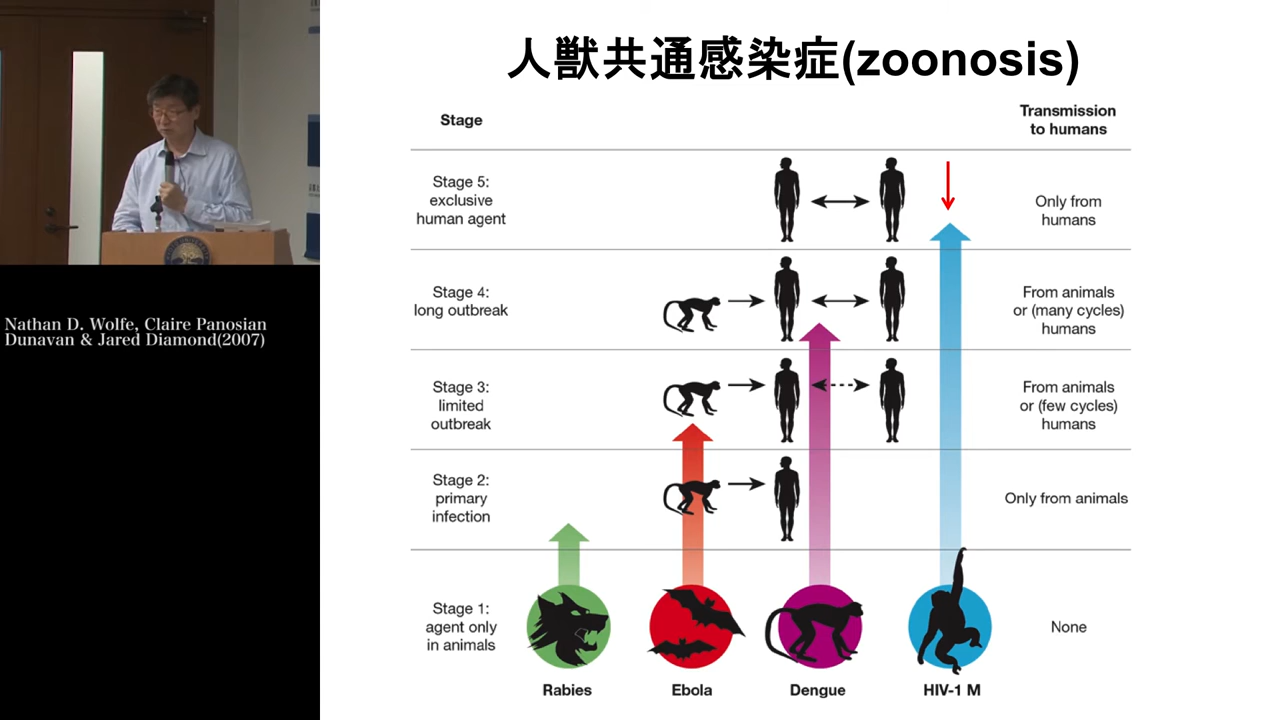 人獣共通感染症(zoonosis)
Stage
Transmission
to humans
Stage 5:
exclusive
human agent
Only from
humans
Stage 4:
long outbreak
From animals
or (many cycles)
humans
Stage 3:
limited
outbreak
From animals
or (few cycles)
humans
Stage 2:
primary
infection
Only from animals
Stage 1:
agent only
in animals
None
Rabies
Ebola
Dengue
HIV-1 M
Nathan D. Wolfe, Claire Panosian
Dunavan & Jared Diamond(2007)